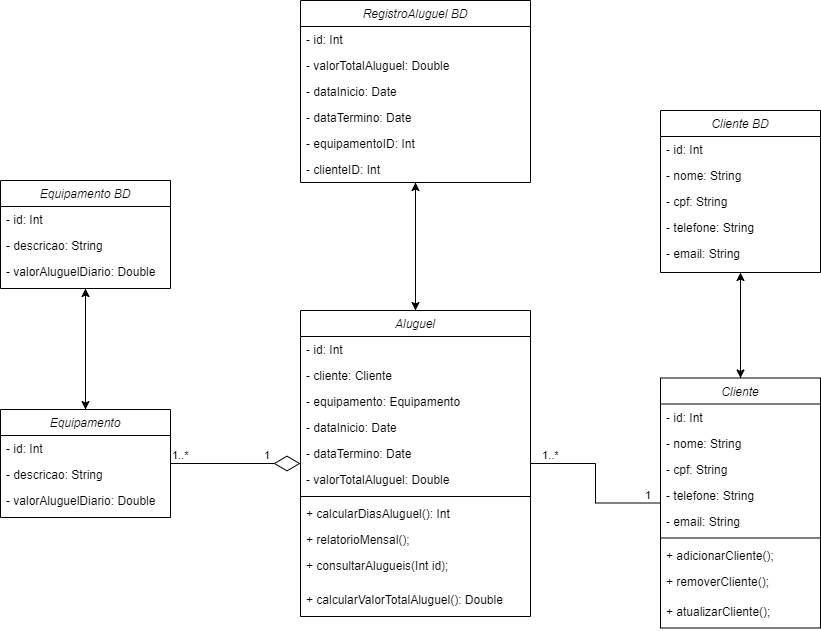 RegistroAluguel BD
- id: Int
- valorTotalAluguel: Double
- dataInicio: Date
- dataTermino: Date
- equipamentoID: Int
- clienteID: Int
Cliente BD
- id: Int
- nome: String
- cpf: String
- telefone: String
- email: String
Equipamento BD
- id: Int
- descricao: String
- valorAluguelDiario: Double
Aluguel
- id: Int
- cliente: Cliente
- equipamento: Equipamento
- dataInicio: Date
- dataTermino: Date
- valorTotalAluguel: Double
+ calcularDiasAluguel(): Int
+ relatorioMensal();
+ consultarAlugueis(Int id);
+ calcularValorTotalAluguel(): Double
Equipamento
- id: Int
- descricao: String
- valorAluguelDiario: Double
1..*
1
1..*
1
Cliente
- id: Int
- nome: String
- cpf: String
- telefone: String
- email: String
+ adicionarCliente();
+ removerCliente();
+ atualizarCliente();